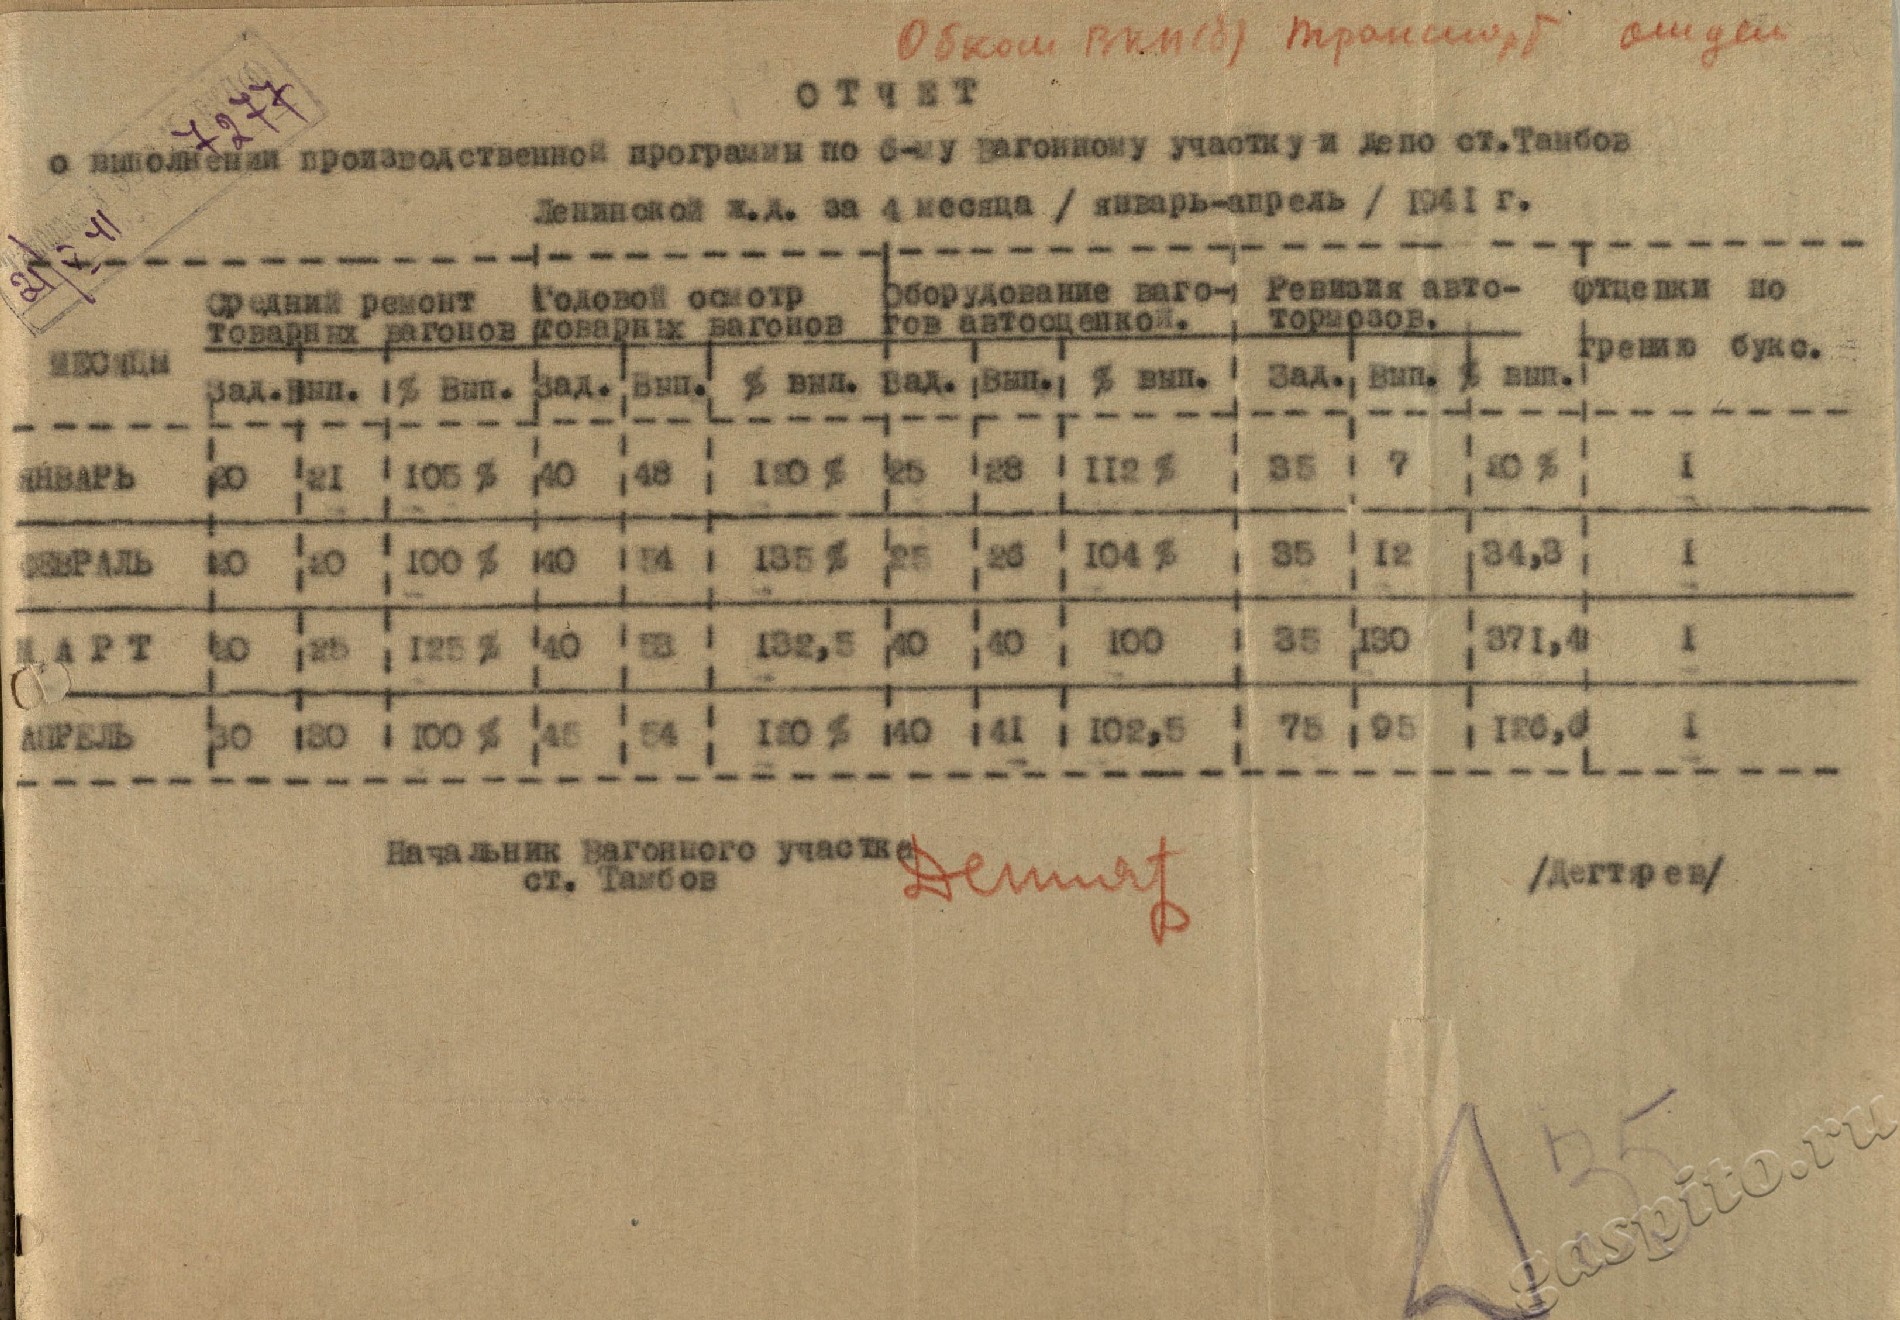 Обком ВКП(б) Транспорт отдел
ОТЧЕТ
7277
о выполнении производственной программы по 6-му вагонному участку и депо ст.Тамбов
Ленинской ж.д. за 4 месяца / январь-апрель / 1941 г.
МЕСЯЦЫ
Средний ремонт
товарных вагонов
Годовой осмотр
товарных вагонов
Оборудование ваго-
гов автосцепкой.
Ревизия авто-
тормозов.
Отцепки по
грению букс.
Зад. Вып. % Вып. Зад. Вып. % вып. Зад. Вып. % вып. Зад. Вып. % вып.
ЯНВАРЬ 20 21 105 % 40 48 120 % 25 28 112 % 35 7 20 % I
ФЕВРАЛЬ 20 20 100 % 40 54 135 % 25 26 104 % 35 12 34,3 I
МАРТ 20 25 125 % 40 53 132,5 40 40 100 35 130 371,4 I
АПРЕЛЬ 30 30 100 % 45 54 120 % 40 41 102,5 75 95 126,6 I
Начальник Вагонного участка
ст. Тамбов
/Дегтярев/
35
gaspito.ru